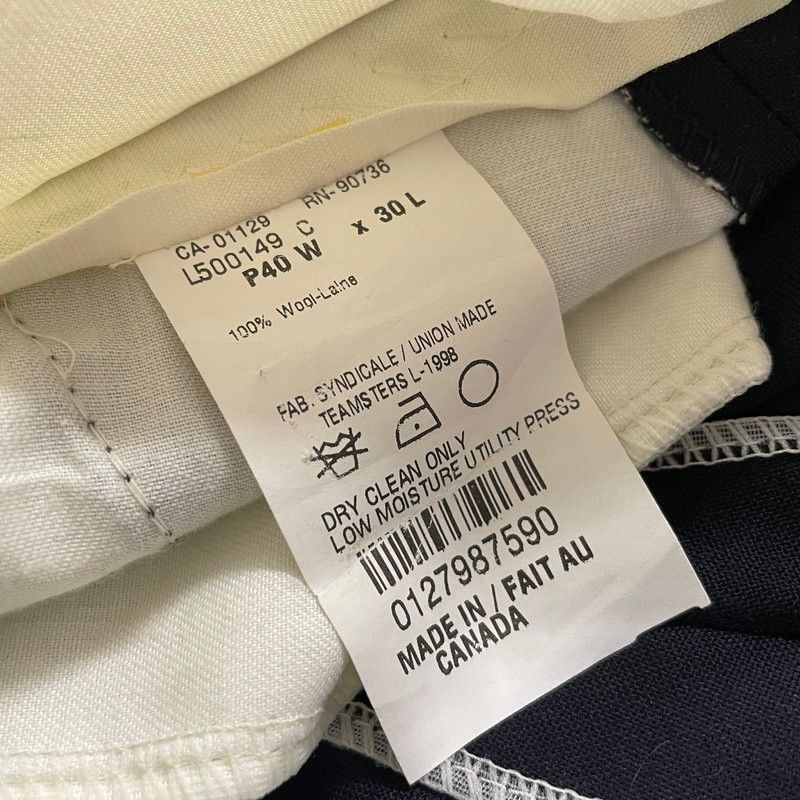 CA-01129 RN-90736
L500149 C
P40 W x 30 L
100% Wool-Laine
FAB. SYNDICALE / UNION MADE
TEAMSTERS L-1998
DRY CLEAN ONLY
LOW MOISTURE UTILITY PRESS
0127987590
MADE IN / FAIT AU
CANADA